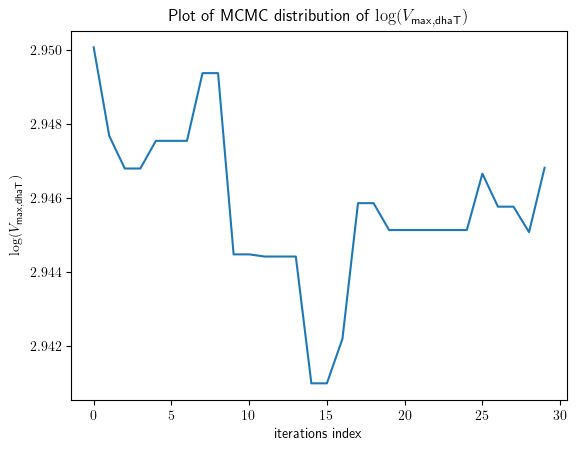 Plot of MCMC distribution of log(V_max,dhaT)
2.950
2.948
2.946
2.944
2.942
log(V_max,dhaT)
0 5 10 15 20 25 30
iterations index